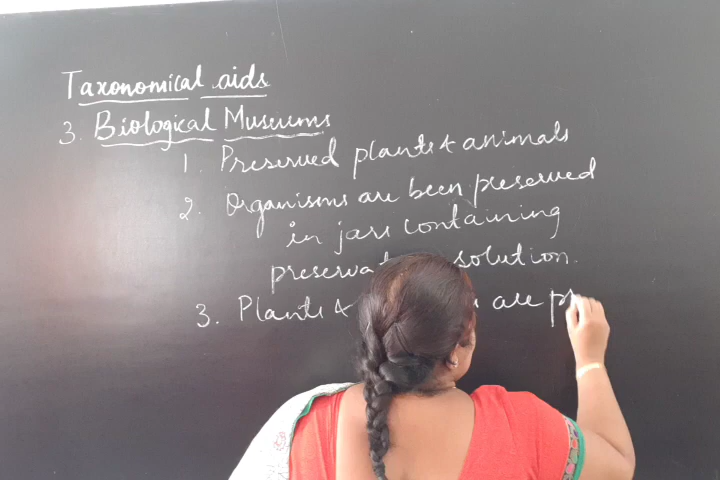 Taxonomical aids
3. Biological Museums
1. Preserved plants & animals
2. Organisms are been preserved
in jars containing
solution.
3. Plants & are